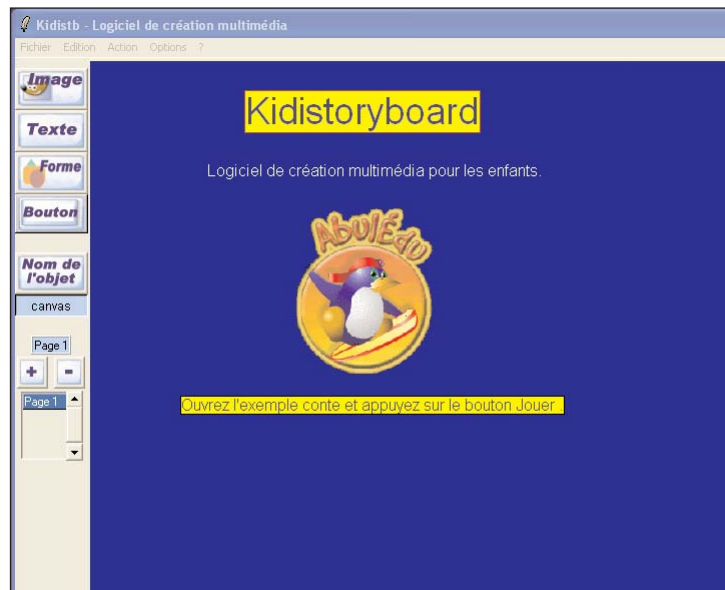 Kidistb - Logiciel de création multimédia
Fichier Edition Action Options ?
Image
Texte
Forme
Bouton
Nom de
l'objet
canvas
Page 1
+ -
Page 1
Kidistoryboard
Logiciel de création multimédia pour les enfants.
AbulÉdu
Ouvrez l'exemple conte et appuyez sur le bouton Jouer .